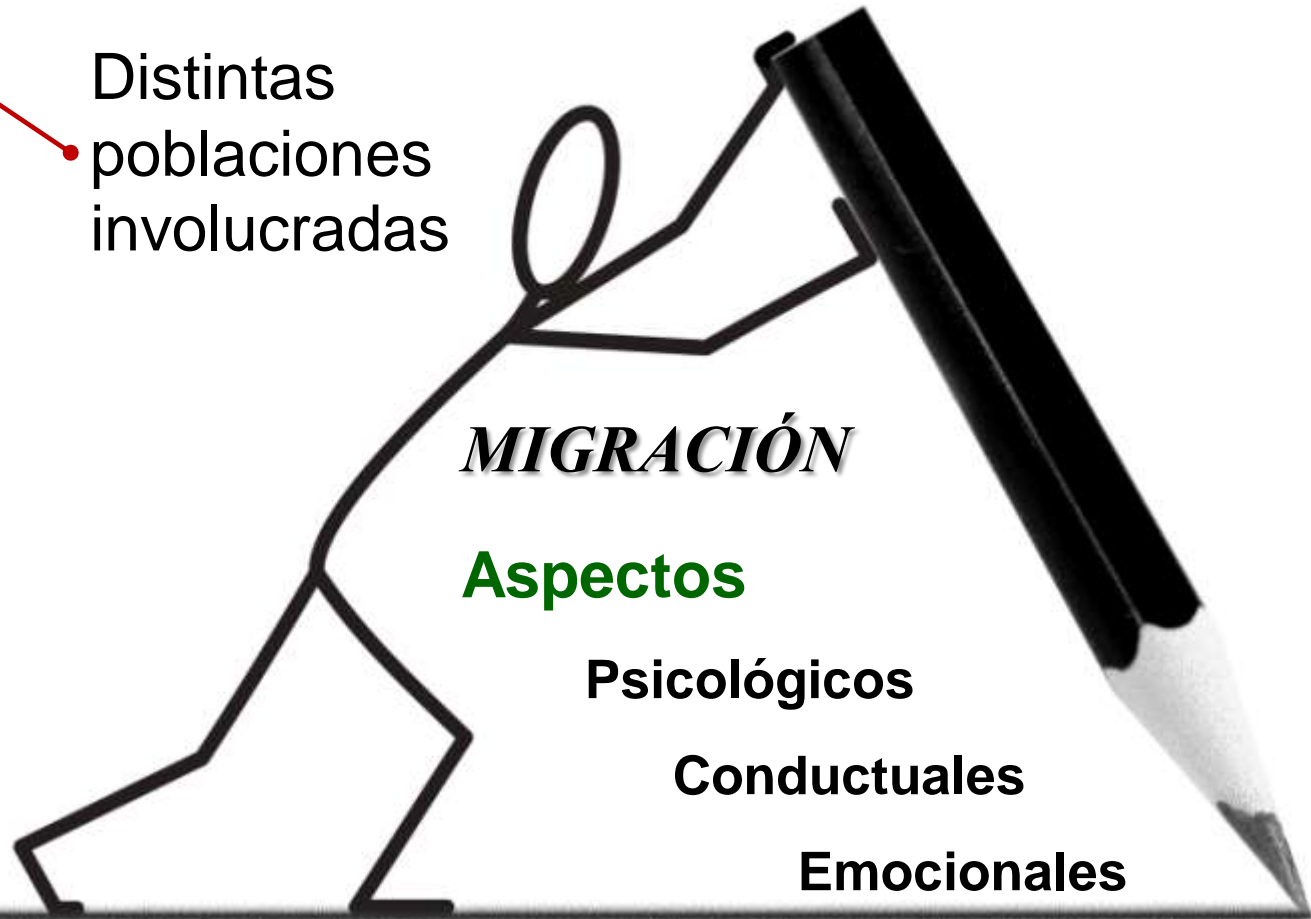 Distintas
poblaciones
involucradas
MIGRACIÓN
Aspectos
Psicológicos
Conductuales
Emocionales